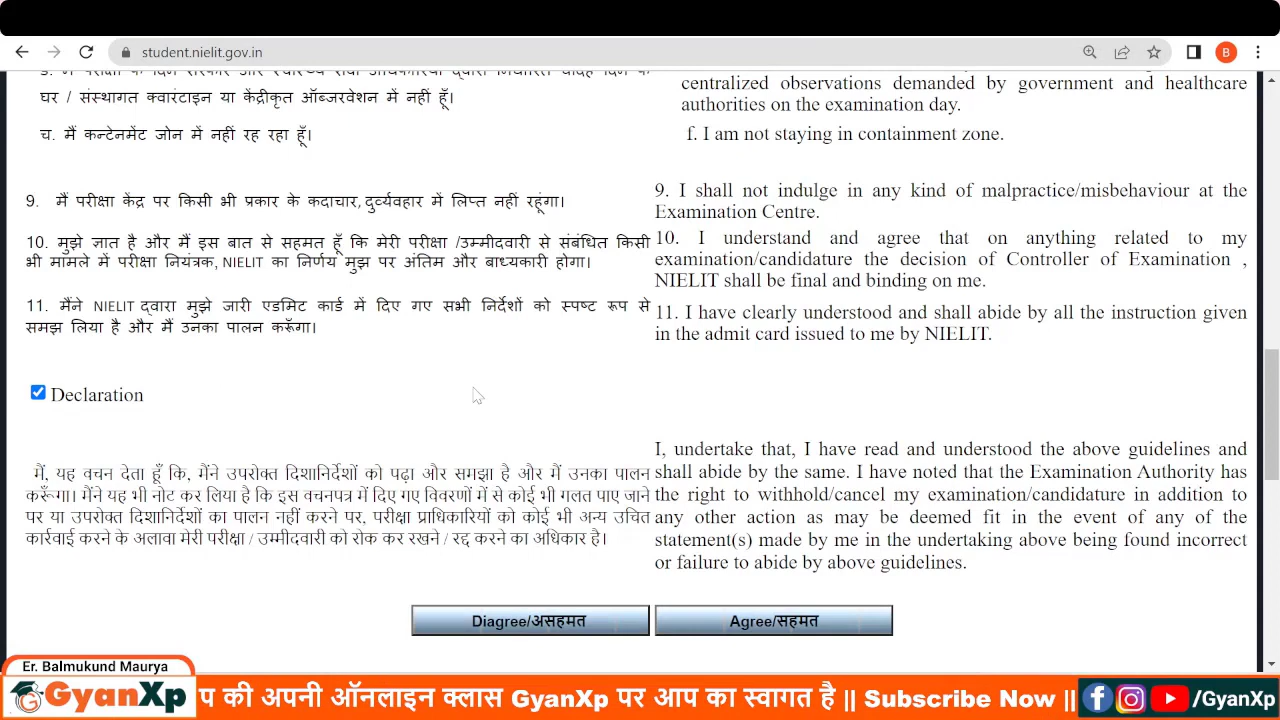 student.nielit.gov.in
B
घर / संस्थागत क्वारंटाइन या केंद्रीकृत ऑब्जरवेशन में नहीं हूँ।
च. मैं कन्टेनमेंट जोन में नहीं रह रहा हूँ।
9. मैं परीक्षा केंद्र पर किसी भी प्रकार के कदाचार, दुर्व्यवहार में लिप्त नहीं रहूंगा।
10. मुझे ज्ञात है और मैं इस बात से सहमत हूँ कि मेरी परीक्षा /उम्मीदवारी से संबंधित किसी
भी मामले में परीक्षा नियंत्रक, NIELIT का निर्णय मुझ पर अंतिम और बाध्यकारी होगा।
11. मैंने NIELIT द्वारा मुझे जारी एडमिट कार्ड में दिए गए सभी निर्देशों को स्पष्ट रूप से
समझ लिया है और मैं उनका पालन करूँगा।
centralized observations demanded by government and healthcare
authorities on the examination day.
f. I am not staying in containment zone.
9. I shall not indulge in any kind of malpractice/misbehaviour at the
Examination Centre.
10. I understand and agree that on anything related to my
examination/candidature the decision of Controller of Examination ,
NIELIT shall be final and binding on me.
11. I have clearly understood and shall abide by all the instruction given
in the admit card issued to me by NIELIT.
Declaration
मैं, यह वचन देता हूँ कि, मैंने उपरोक्त दिशानिर्देशों को पढ़ा और समझा है और मैं उनका पालन
करूँगा। मैंने यह भी नोट कर लिया है कि इस वचनपत्र में दिए गए विवरणों में से कोई भी गलत पाए जाने
पर या उपरोक्त दिशानिर्देशों का पालन नहीं करने पर, परीक्षा प्राधिकारियों को कोई भी अन्य उचित
कार्रवाई करने के अलावा मेरी परीक्षा / उम्मीदवारी को रोक कर रखने / रद्द करने का अधिकार है।
I, undertake that, I have read and understood the above guidelines and
shall abide by the same. I have noted that the Examination Authority has
the right to withhold/cancel my examination/candidature in addition to
any other action as may be deemed fit in the event of any of the
statement(s) made by me in the undertaking above being found incorrect
or failure to abide by above guidelines.
Diagree/असहमत
Agree/सहमत
Er. Balmukund Maurya
GyanXp
प की अपनी ऑनलाइन क्लास GyanXp पर आप का स्वागत है || Subscribe Now ||
/GyanXp